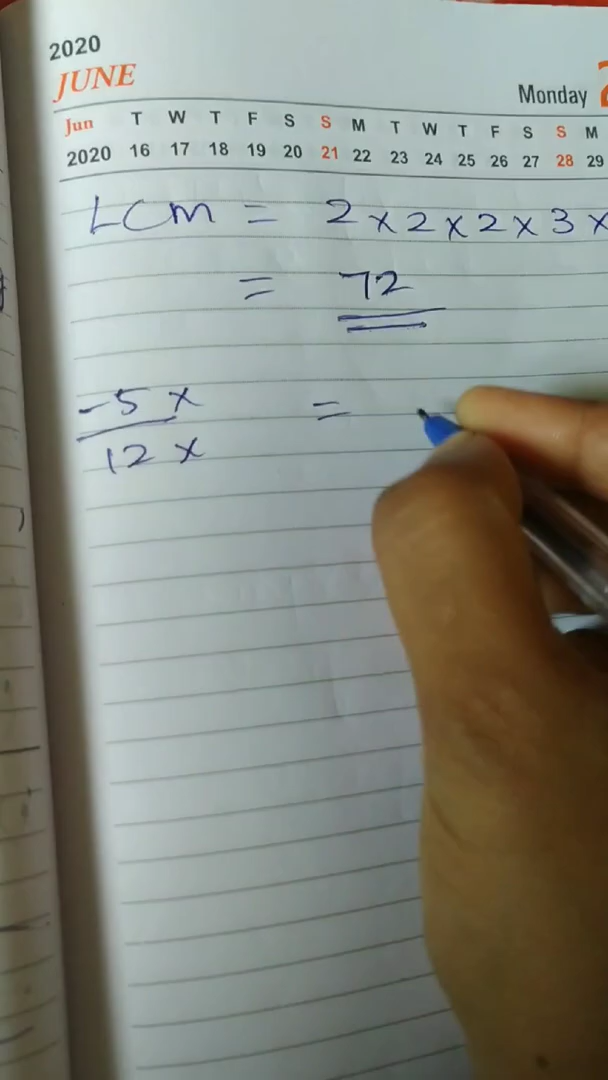 2020
JUNE
Monday
Jun T W T F S S M T W T F S S M
2020 16 17 18 19 20 21 22 23 24 25 26 27 28 29
LCM = 2 x 2 x 2 x 3 x
= 72
-5 x =
12 x